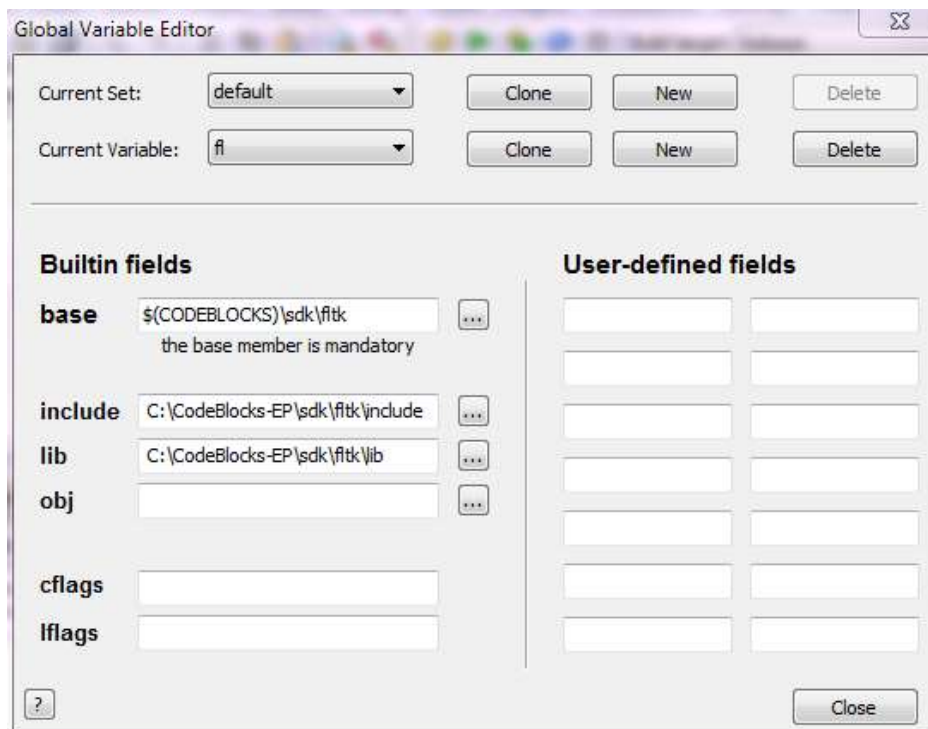 Global Variable Editor
Current Set: default Clone New Delete
Current Variable: fl Clone New Delete
Builtin fields
User-defined fields
base $(CODEBLOCKS)\sdk\fltk ...
the base member is mandatory
include C:\CodeBlocks-EP\sdk\fltk\include ...
lib C:\CodeBlocks-EP\sdk\fltk\lib ...
obj ...
cflags
lflags
? Close